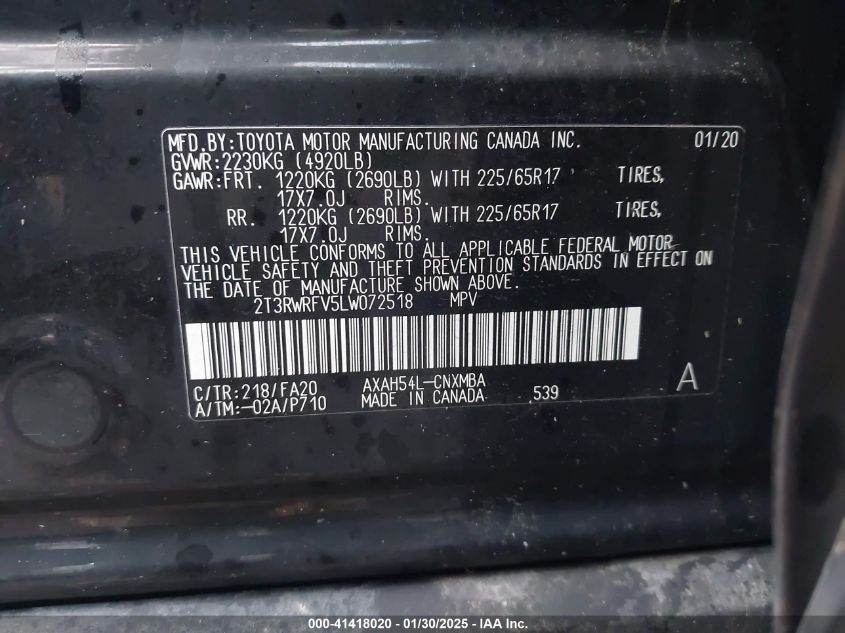 MFD.BY:TOYOTA MOTOR MANUFACTURING CANADA INC. 01/20
GVWR:2230KG (4920LB)
GAWR:FRT. 1220KG (2690LB) WITH 225/65R17 TIRES,
17X7.0J RIMS.
RR. 1220KG (2690LB) WITH 225/65R17 TIRES,
17X7.0J RIMS.
THIS VEHICLE CONFORMS TO ALL APPLICABLE FEDERAL MOTOR
VEHICLE SAFETY AND THEFT PREVENTION STANDARDS IN EFFECT ON
THE DATE OF MANUFACTURE SHOWN ABOVE.
2T3RWRFV5LW072518 MPV
C/TR:218/FA20 AXAH54L-CNXMBA A
A/TM:-02A/P710 MADE IN CANADA 539
000-41418020 - 01/30/2025 - IAA Inc.